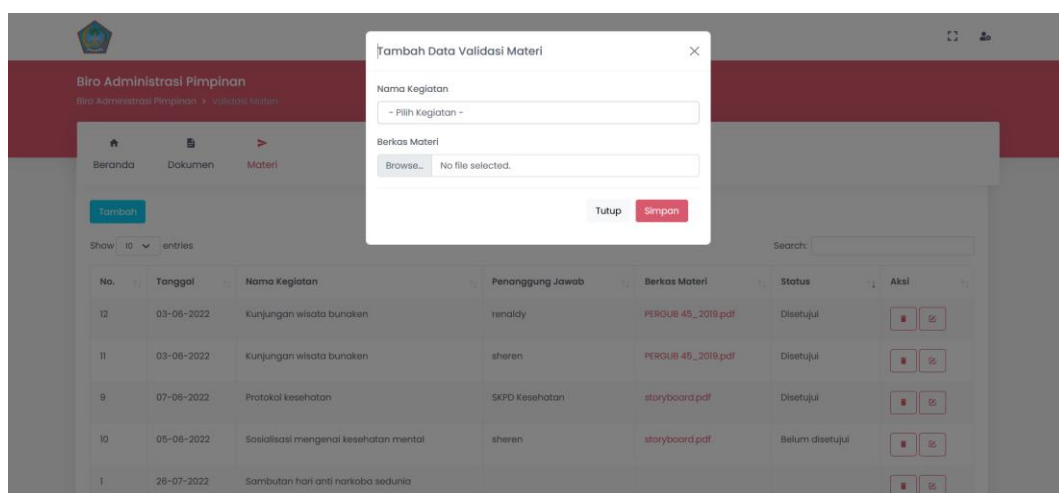 Tambah Data Validasi Materi
Nama Kegiatan
- Pilih Kegiatan -
Berkas Materi
Browse... No file selected.
Tutup Simpan
Biro Administrasi Pimpinan
Biro Administrasi Pimpinan > Validasi Materi
Beranda Dokumen Materi
Tambah
Show 10 entries Search:
No. Tanggal Nama Kegiatan Penanggung Jawab Berkas Materi Status Aksi
12 03-06-2022 Kunjungan wisata bunaken renaldy PERGUB 45_2019.pdf Disetujui
11 03-06-2022 Kunjungan wisata bunaken sheren PERGUB 45_2019.pdf Disetujui
9 07-06-2022 Protokol kesehatan SKPD Kesehatan storyboard.pdf Disetujui
10 05-06-2022 Sosialisasi mengenai kesehatan mental sheren storyboard.pdf Belum disetujui
1 26-07-2022 Sambutan hari anti narkoba sedunia